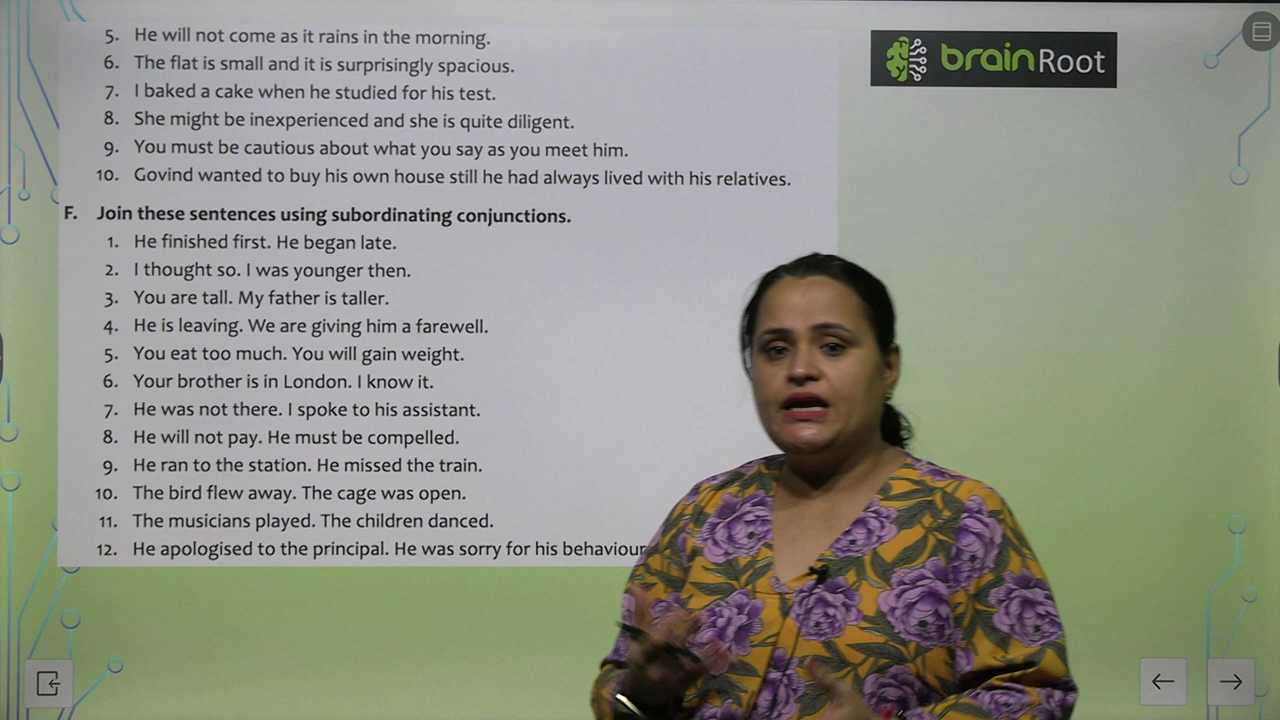 5. He will not come as it rains in the morning.
6. The flat is small and it is surprisingly spacious.
7. I baked a cake when he studied for his test.
8. She might be inexperienced and she is quite diligent.
9. You must be cautious about what you say as you meet him.
10. Govind wanted to buy his own house still he had always lived with his relatives.
F. Join these sentences using subordinating conjunctions.
1. He finished first. He began late.
2. I thought so. I was younger then.
3. You are tall. My father is taller.
4. He is leaving. We are giving him a farewell.
5. You eat too much. You will gain weight.
6. Your brother is in London. I know it.
7. He was not there. I spoke to his assistant.
8. He will not pay. He must be compelled.
9. He ran to the station. He missed the train.
10. The bird flew away. The cage was open.
11. The musicians played. The children danced.
12. He apologised to the principal. He was sorry for his behaviour
brainRoot